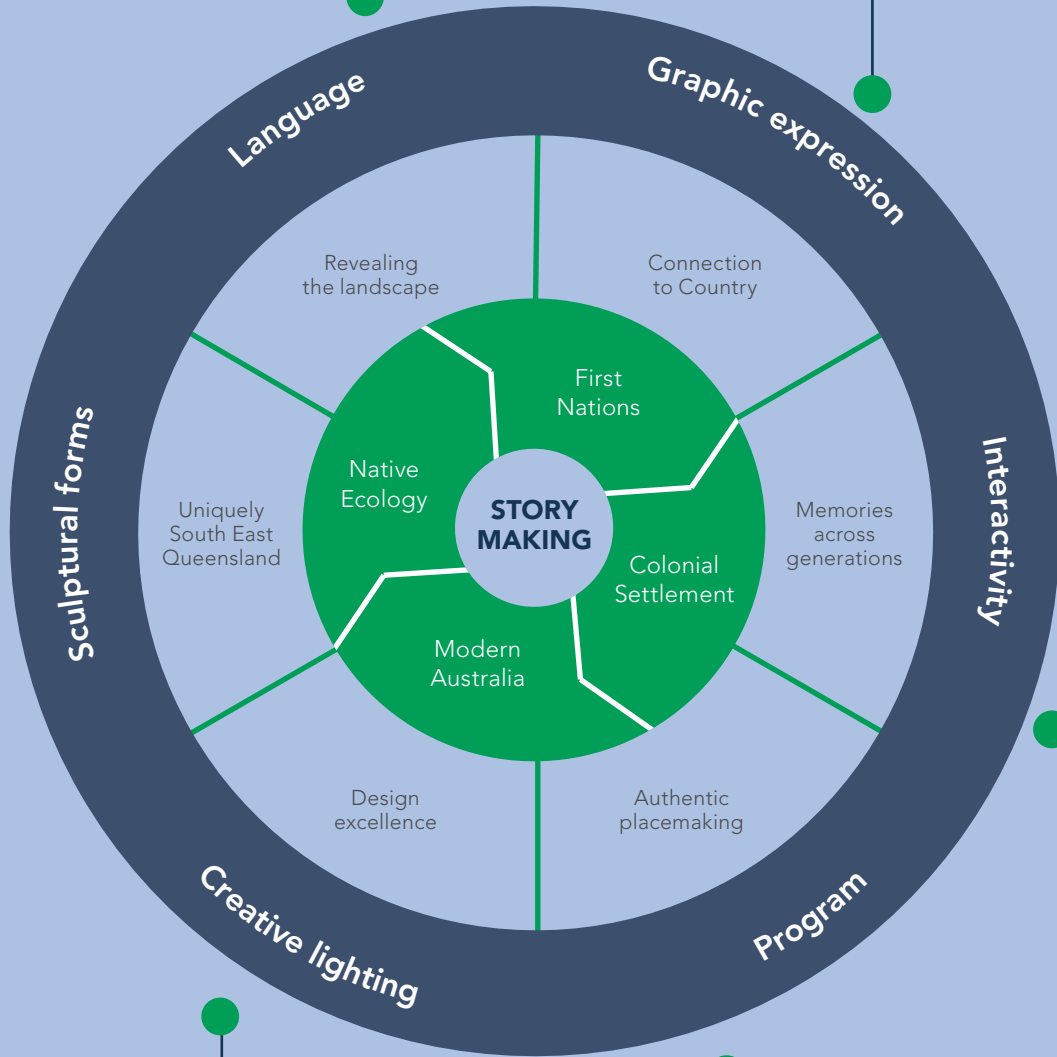 Language
Graphic expression
Interactivity
Program
Creative lighting
Sculptural forms
Revealing
the landscape
Connection
to Country
Memories
across
generations
Authentic
placemaking
Design
excellence
Uniquely
South East
Queensland
First
Nations
Colonial
Settlement
Modern
Australia
Native
Ecology
STORY
MAKING